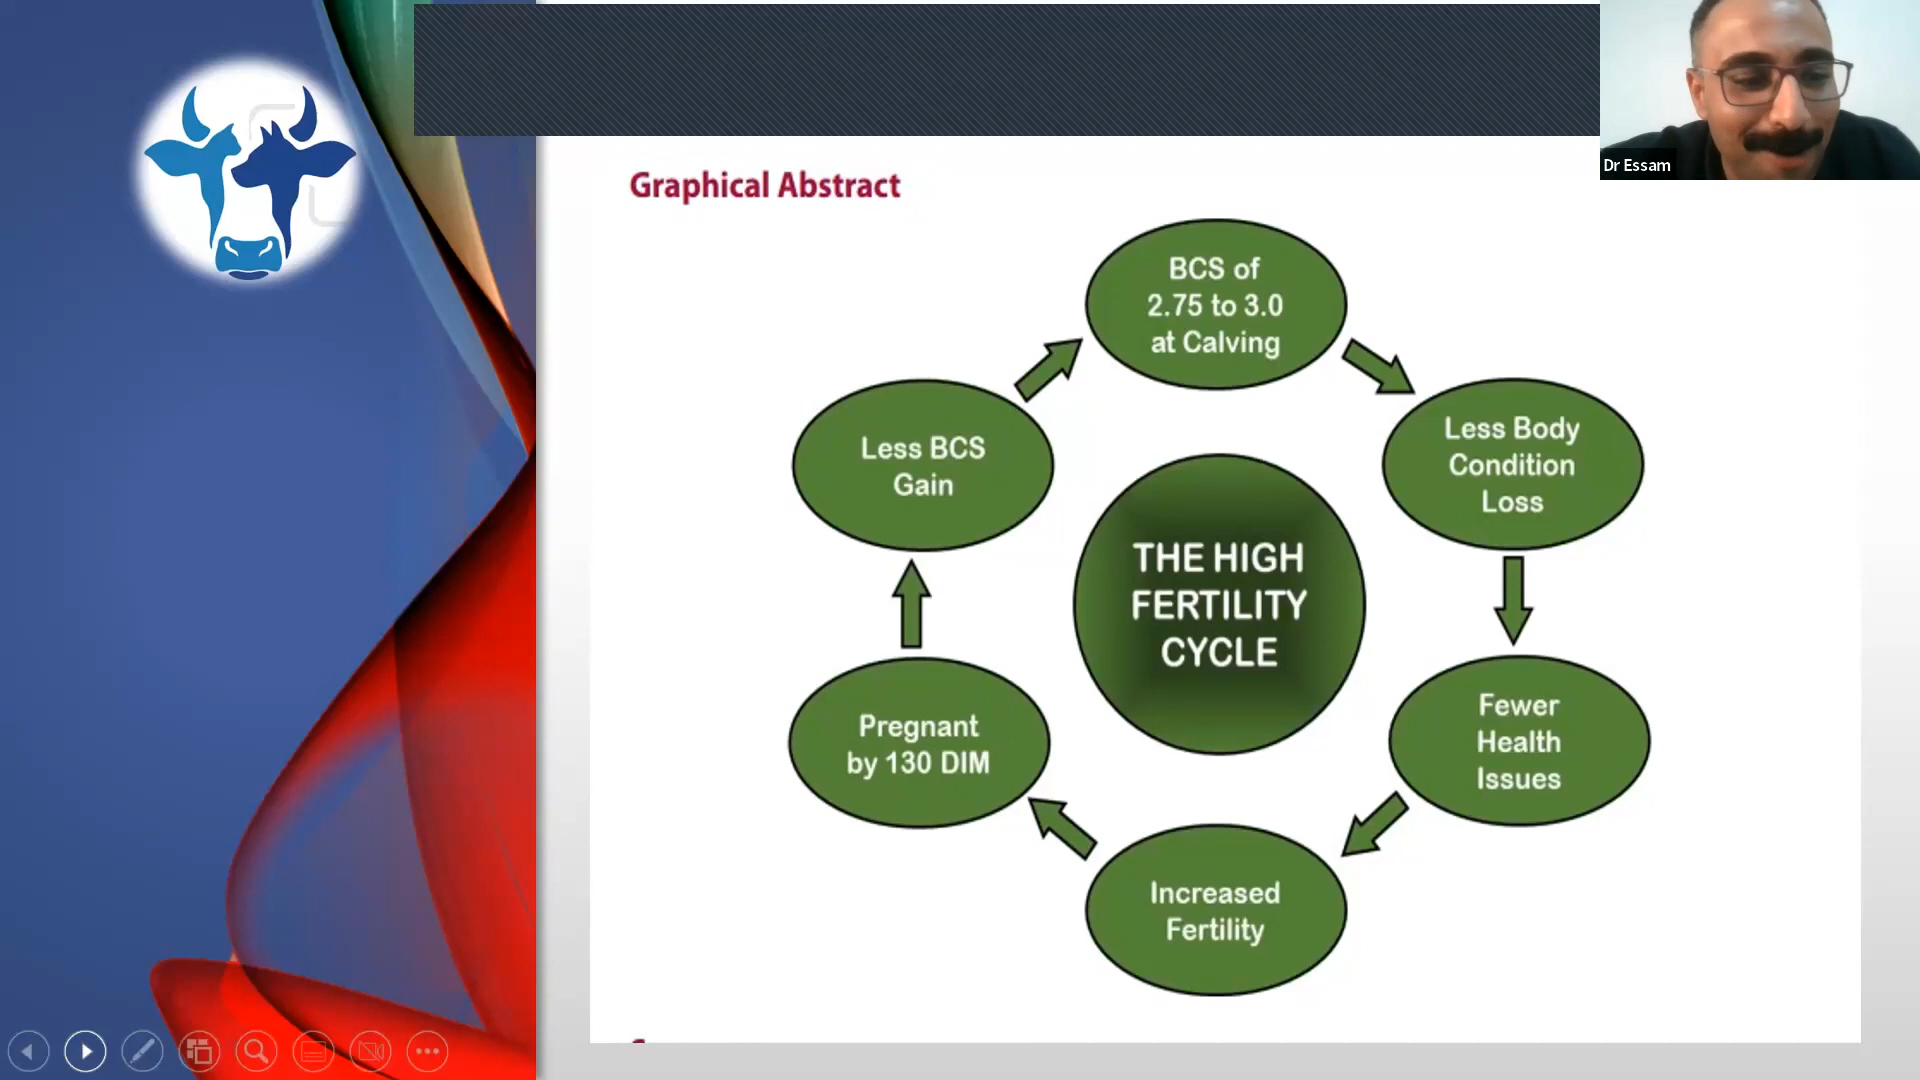 Dr Essam
Graphical Abstract
BCS of
2.75 to 3.0
at Calving
Less Body
Condition
Loss
Fewer
Health
Issues
Increased
Fertility
Pregnant
by 130 DIM
Less BCS
Gain
THE HIGH
FERTILITY
CYCLE